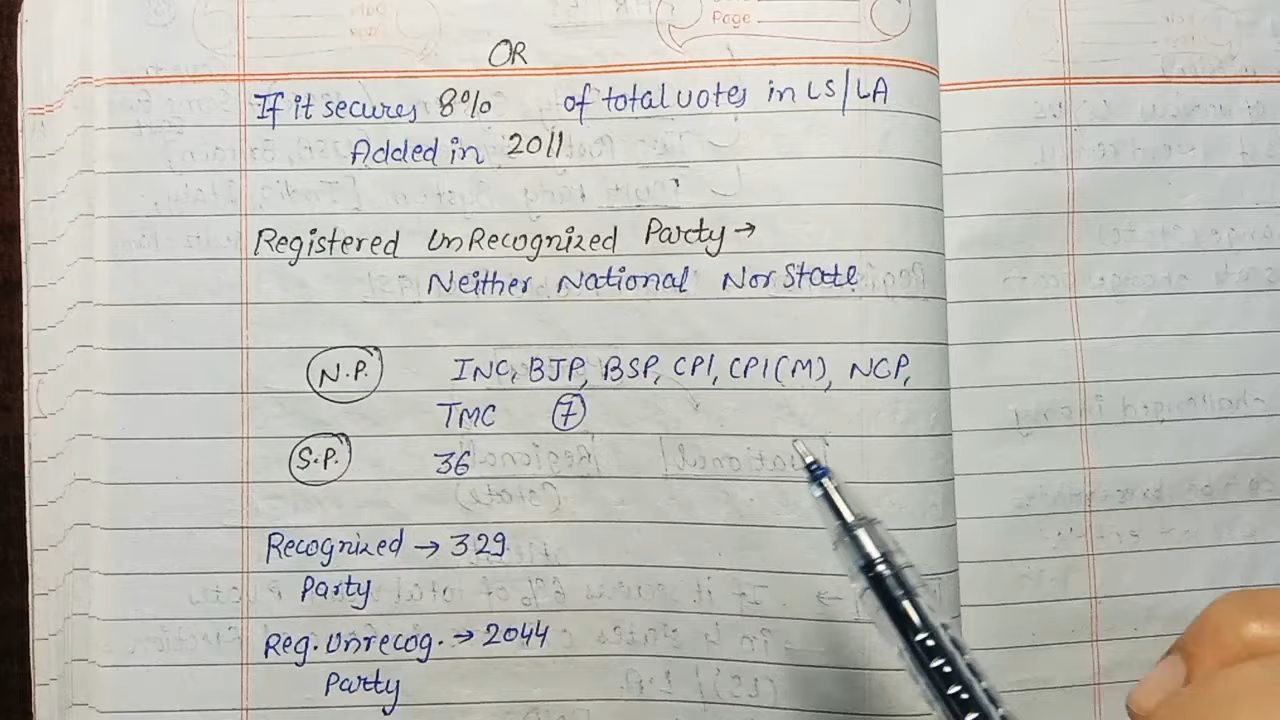 Page
OR
If it secures 8% of total votes in LS/LA
Added in 2011
Registered UnRecognized Party→
Neither National Nor State
N.P. INC, BJP, BSP, CPI, CPI(M), NCP,
TMC 7
S.P. 36
Recognized → 329
Party
Reg. Unrecog. → 2044
Party